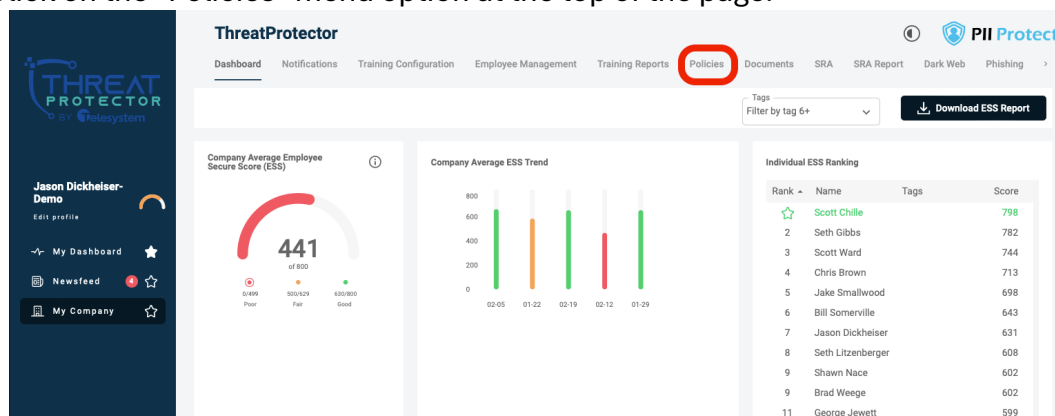 click on the "Policies" menu option at the top of the page.
ThreatProtector
PII Protect
Dashboard Notifications Training Configuration Employee Management Training Reports Policies Documents SRA SRA Report Dark Web Phishing >
THREAT
PROTECTOR
BY Telesystem
Tags
Filter by tag 6+
Download ESS Report
Jason Dickheiser-
Demo
Edit profile
My Dashboard
Newsfeed 4
My Company
Company Average Employee
Secure Score (ESS)
441
of 800
0/499 500/629 630/800
Poor Fair Good
Company Average ESS Trend
800
600
400
200
0
02-05 01-22 02-19 02-12 01-29
Individual ESS Ranking
Rank Name Tags Score
Scott Chille 798
2 Seth Gibbs 782
3 Scott Ward 744
4 Chris Brown 713
5 Jake Smallwood 698
6 Bill Somerville 643
7 Jason Dickheiser 631
8 Seth Litzenberger 608
9 Shawn Nace 602
9 Brad Weege 602
11 George Jewett 599